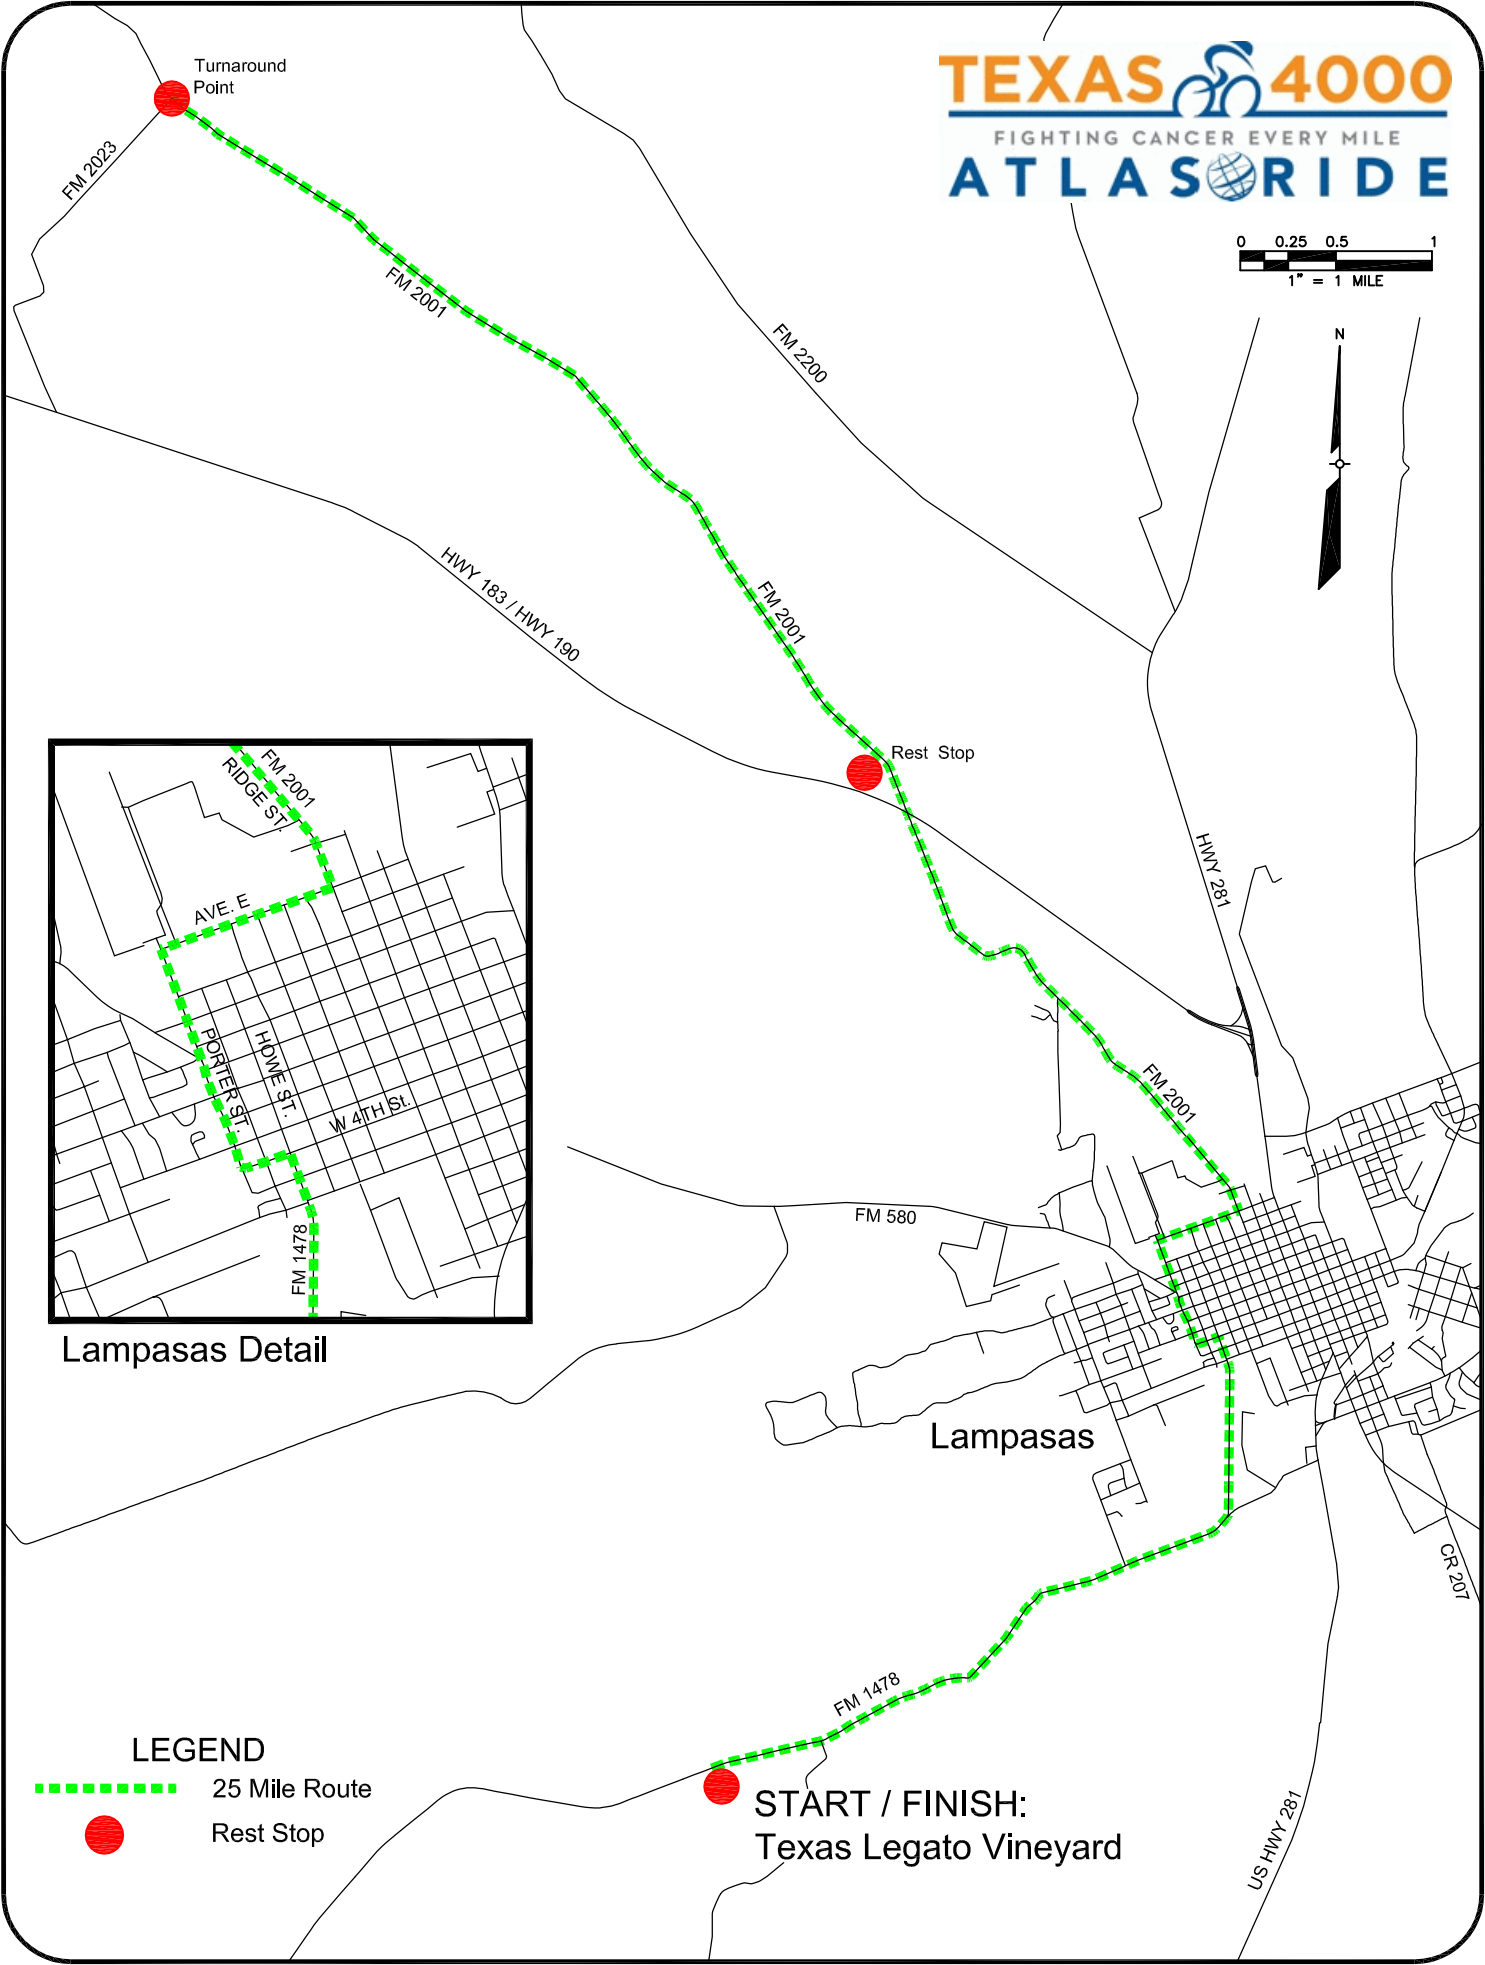 Turnaround
Point
TEXAS 4000
FIGHTING CANCER EVERY MILE
ATLAS RIDE
FM 2023
0 0.25 0.5 1
1" = 1 MILE
FM 2001
N
FM 2200
HWY 183 / HWY 190
FM 2001
Rest Stop
HWY 281
FM 2001
RIDGE ST.
AVE. E
PORTER ST.
HOWE ST.
W 4TH St.
FM 1478
Lampasas Detail
FM 2001
FM 580
Lampasas
CR 207
FM 1478
START / FINISH:
Texas Legato Vineyard
US HWY 281
LEGEND
25 Mile Route
Rest Stop